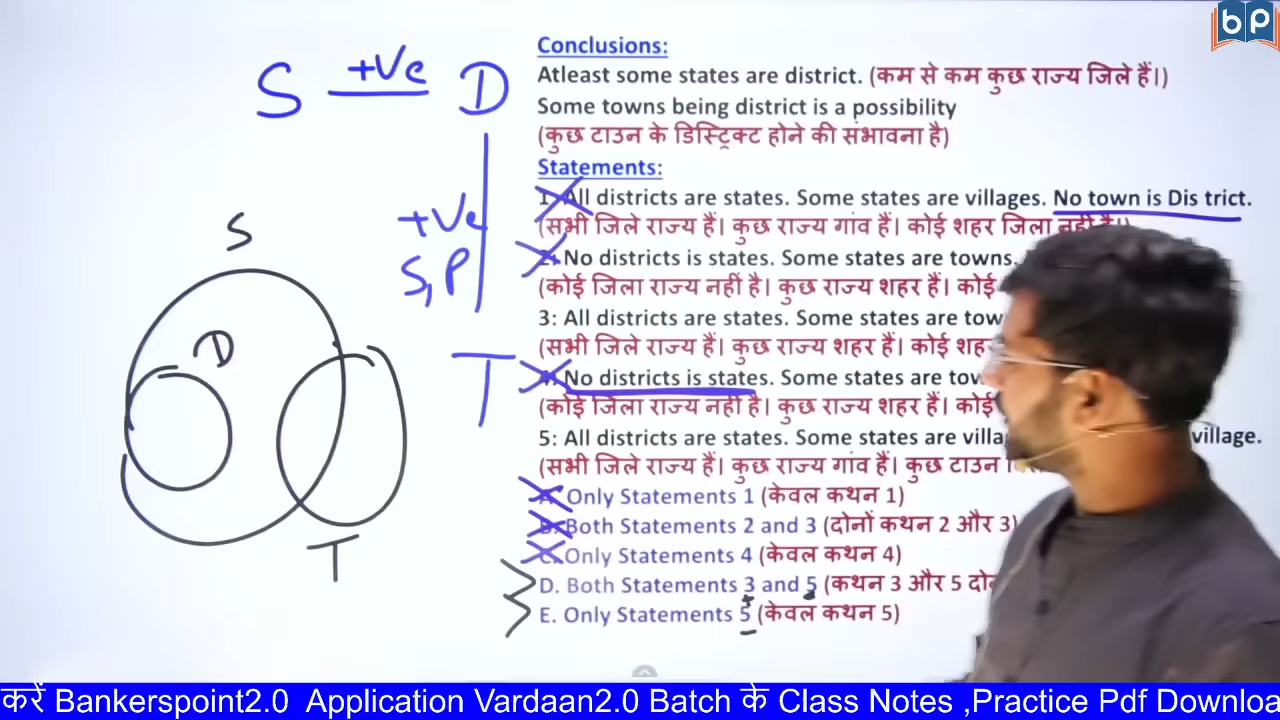 bp
S +Ve D
+Ve
S, P
T
S
D
T
Conclusions:
Atleast some states are district. (कम से कम कुछ राज्य जिले हैं।)
Some towns being district is a possibility
(कुछ टाउन के डिस्ट्रिक्ट होने की संभावना है)
Statements:
1: All districts are states. Some states are villages. No town is Dis trict.
(सभी जिले राज्य हैं। कुछ राज्य गांव हैं। कोई शहर जिला नहीं है।)
2: No districts is states. Some states are towns.
(कोई जिला राज्य नहीं है। कुछ राज्य शहर हैं। कोई
3: All districts are states. Some states are
(सभी जिले राज्य हैं। कुछ राज्य शहर हैं। कोई
4: No districts is states. Some states are
(कोई जिला राज्य नहीं है। कुछ राज्य शहर हैं। कोई
5: All districts are states. Some states are village.
(सभी जिले राज्य हैं। कुछ राज्य गांव हैं। कुछ टाउन
A. Only Statements 1 (केवल कथन 1)
B. Both Statements 2 and 3 (दोनों कथन 2 और 3)
C. Only Statements 4 (केवल कथन 4)
D. Both Statements 3 and 5 (कथन 3 और 5
E. Only Statements 5 (केवल कथन 5)
करें Bankerspoint2.0 Application Vardaan2.0 Batch के Class Notes ,Practice Pdf